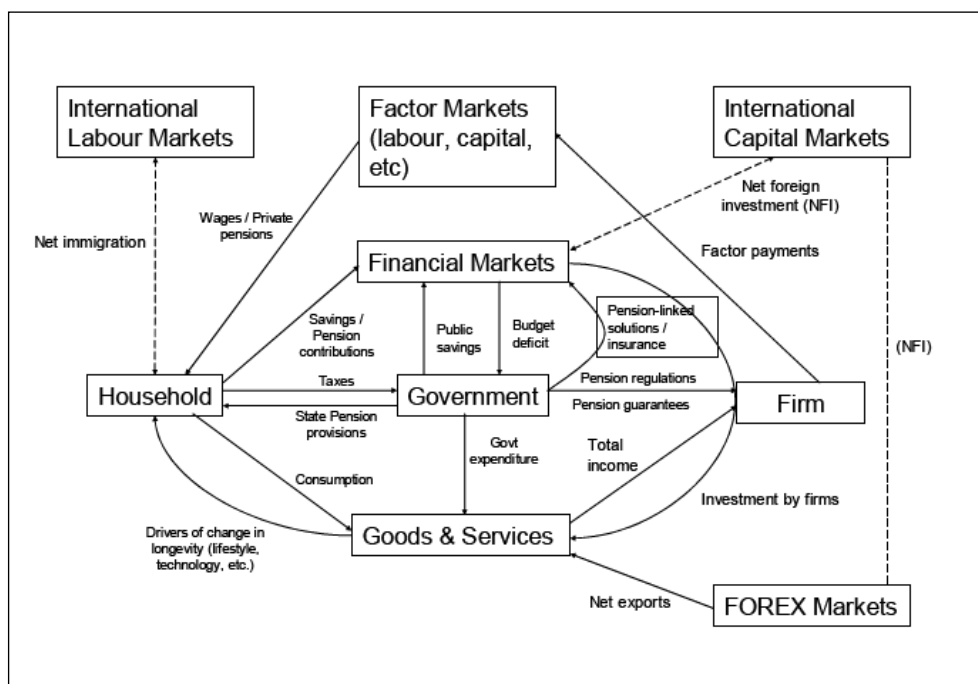 International
Labour Markets
Factor Markets
(labour, capital,
etc)
International
Capital Markets
Net foreign
investment (NFI)
Wages / Private
pensions
Net immigration
Factor payments
Financial Markets
Savings /
Pension
contributions
Public
savings
Budget
deficit
Pension-linked
solutions /
insurance
(NFI)
Household
Taxes
Government
Pension regulations
Firm
State Pension
provisions
Pension guarantees
Govt
expenditure
Total
income
Consumption
Investment by firms
Drivers of change in
longevity (lifestyle,
technology, etc.)
Goods & Services
Net exports
FOREX Markets